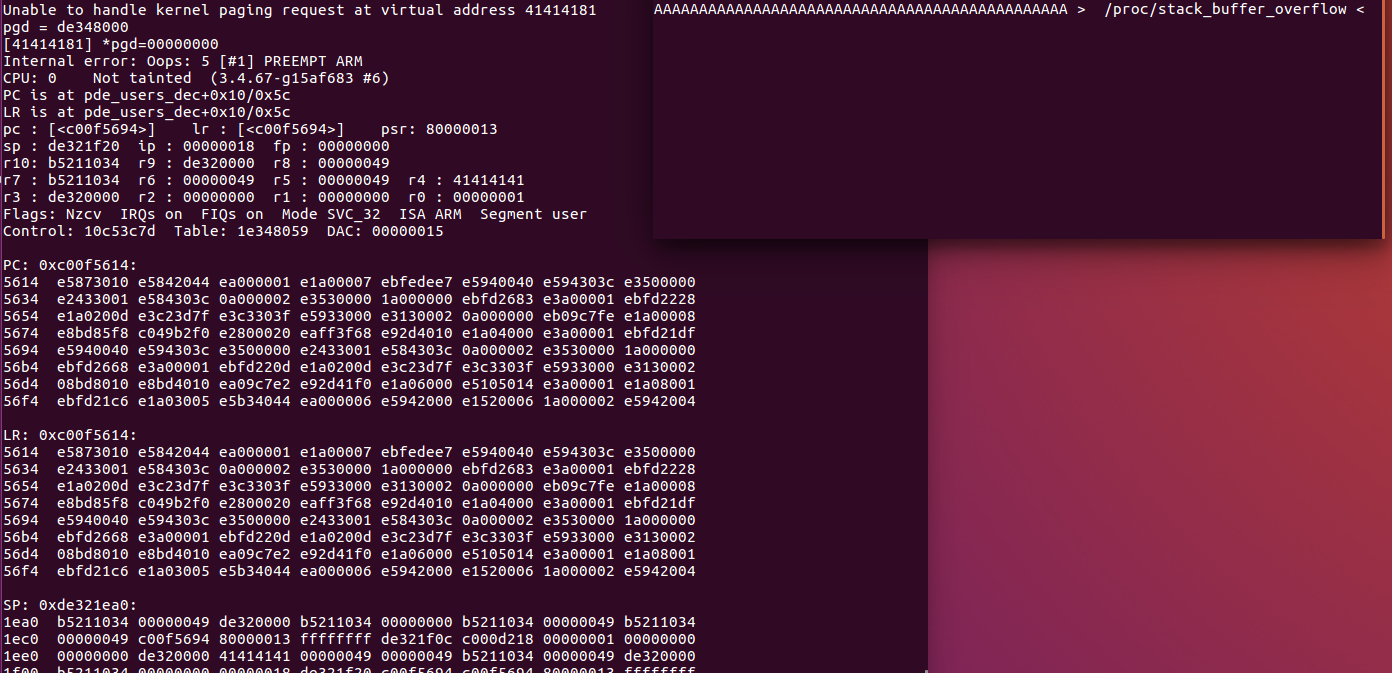 Unable to handle kernel paging request at virtual address 41414181
pgd = de348000
[41414181] *pgd=00000000
Internal error: Oops: 5 [#1] PREEMPT ARM
CPU: 0    Not tainted  (3.4.67-g15af683 #6)
PC is at pde_users_dec+0x10/0x5c
LR is at pde_users_dec+0x10/0x5c
pc : [<c00f5694>]    lr : [<c00f5694>]    psr: 80000013
sp : de321f20  ip : 00000018  fp : 00000000
r10: b5211034  r9 : de320000  r8 : 00000049
r7 : b5211034  r6 : 00000049  r5 : 00000049  r4 : 41414141
r3 : de320000  r2 : 00000000  r1 : 00000000  r0 : 00000001
Flags: Nzcv  IRQs on  FIQs on  Mode SVC_32  ISA ARM  Segment user
Control: 10c53c7d  Table: 1e348059  DAC: 00000015
PC: 0xc00f5614:
5614  e5873010 e5842044 ea000001 e1a00007 ebfedee7 e5940040 e594303c e3500000
5634  e2433001 e584303c 0a000002 e3530000 1a000000 ebfd2683 e3a00001 ebfd2228
5654  e1a0200d e3c23d7f e3c3303f e5933000 e3130002 0a000000 eb09c7fe e1a00008
5674  e8bd85f8 c049b2f0 e2800020 eaff3f68 e92d4010 e1a04000 e3a00001 ebfd21df
5694  e5940040 e594303c e3500000 e2433001 e584303c 0a000002 e3530000 1a000000
56b4  ebfd2668 e3a00001 ebfd220d e1a0200d e3c23d7f e3c3303f e5933000 e3130002
56d4  08bd8010 e8bd4010 ea09c7e2 e92d41f0 e1a06000 e5105014 e3a00001 e1a08001
56f4  ebfd21c6 e1a03005 e5b34044 ea000006 e5942000 e1520006 1a000002 e5942004
LR: 0xc00f5614:
5614  e5873010 e5842044 ea000001 e1a00007 ebfedee7 e5940040 e594303c e3500000
5634  e2433001 e584303c 0a000002 e3530000 1a000000 ebfd2683 e3a00001 ebfd2228
5654  e1a0200d e3c23d7f e3c3303f e5933000 e3130002 0a000000 eb09c7fe e1a00008
5674  e8bd85f8 c049b2f0 e2800020 eaff3f68 e92d4010 e1a04000 e3a00001 ebfd21df
5694  e5940040 e594303c e3500000 e2433001 e584303c 0a000002 e3530000 1a000000
56b4  ebfd2668 e3a00001 ebfd220d e1a0200d e3c23d7f e3c3303f e5933000 e3130002
56d4  08bd8010 e8bd4010 ea09c7e2 e92d41f0 e1a06000 e5105014 e3a00001 e1a08001
56f4  ebfd21c6 e1a03005 e5b34044 ea000006 e5942000 e1520006 1a000002 e5942004
SP: 0xde321ea0:
1ea0  b5211034 00000049 de320000 b5211034 00000000 b5211034 00000049 b5211034
1ec0  00000049 c00f5694 80000013 ffffffff de321f0c c000d218 00000001 00000000
1ee0  00000000 de320000 41414141 00000049 00000049 b5211034 00000049 de320000
1f00  b5211034 00000000 00000018 de321f20 c00f5694 c00f5694 80000013 ffffffff
AAAAAAAAAAAAAAAAAAAAAAAAAAAAAAAAAAAAAAAAAAAAAA >  /proc/stack_buffer_overflow <